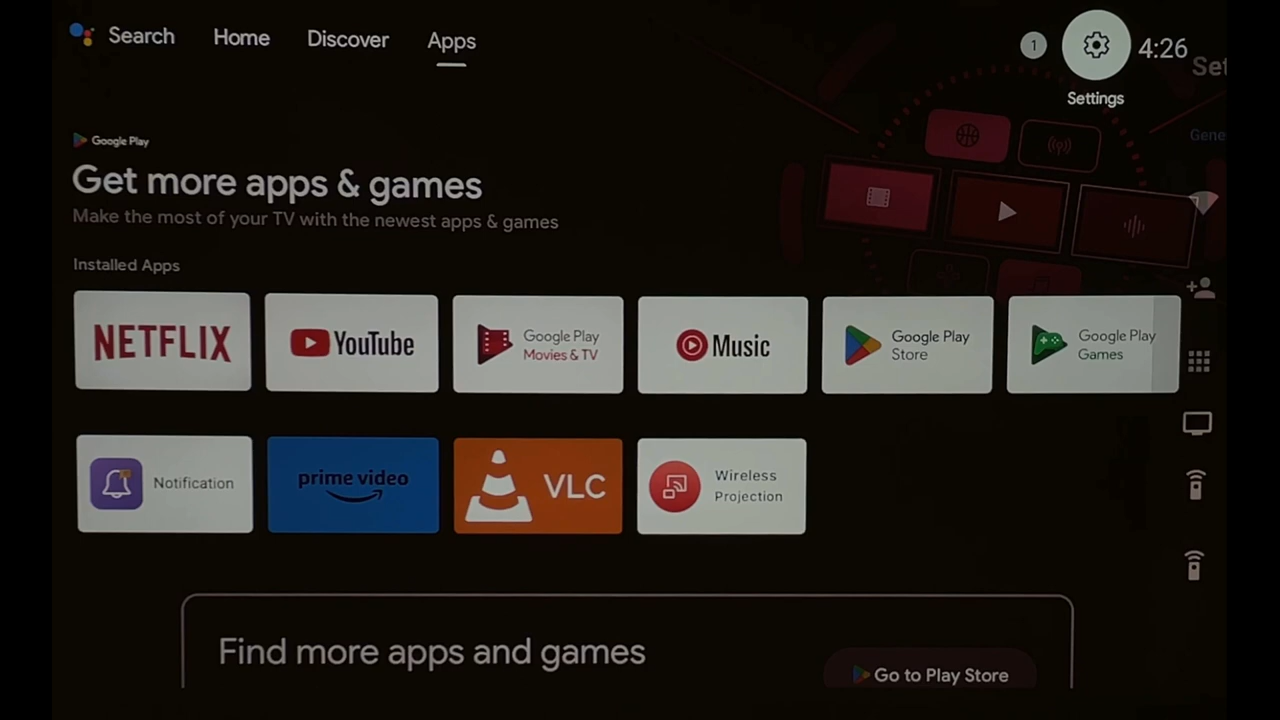 Search Home Discover Apps
1
4:26
Set
Settings
Gene
Google Play
Get more apps & games
Make the most of your TV with the newest apps & games
Installed Apps
NETFLIX
YouTube
Google Play
Movies & TV
Music
Google Play
Store
Google Play
Games
Notification
prime video
VLC
Wireless
Projection
Find more apps and games
Go to Play Store